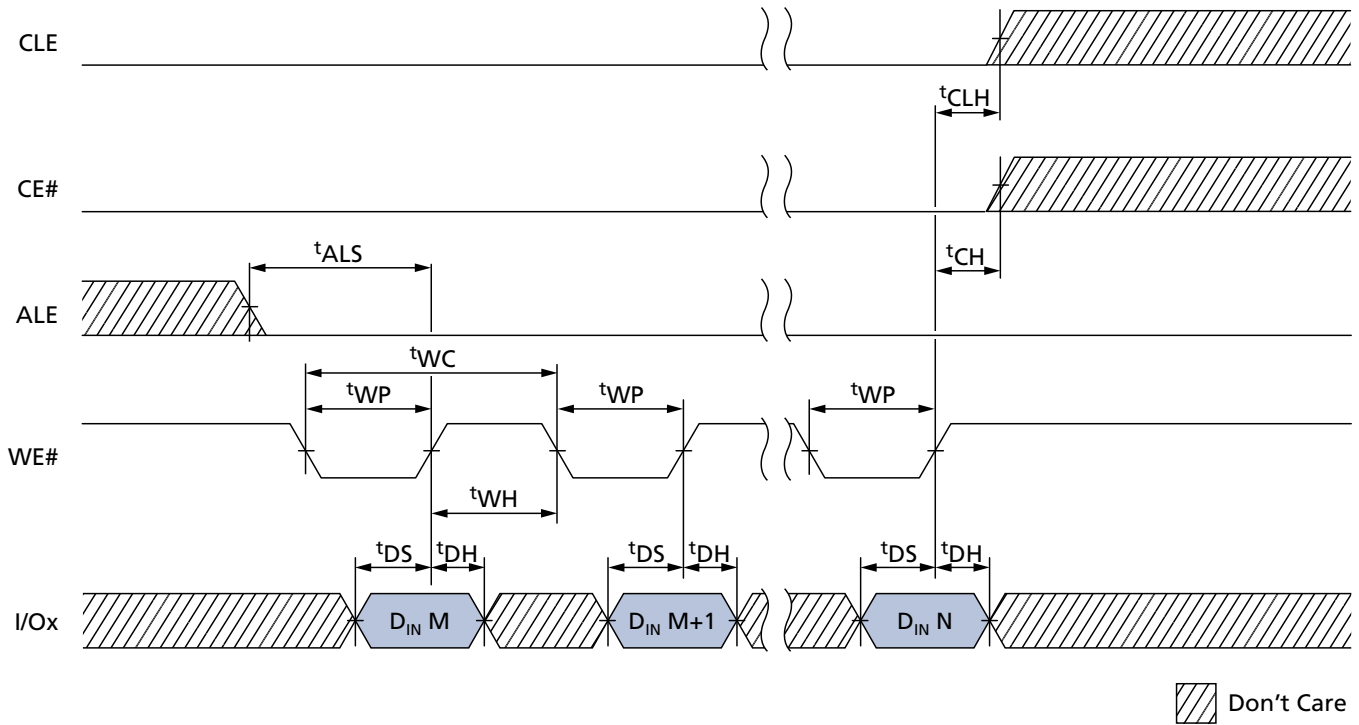 CLE
tCLH
CE#
tCH
tALS
ALE
tWC
tWP tWP tWP
WE#
tWH
tDS tDH tDS tDH tDS tDH
I/Ox DIN M DIN M+1 DIN N
Don't Care